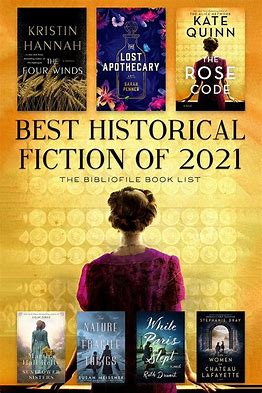 KRISTIN
HANNAH
THE
FOUR WINDS
THE
LOST
APOTHECARY
SARAH
PENNER
KATE
QUINN
THE
ROSE
CODE
BEST HISTORICAL
FICTION OF 2021
THE BIBLIOFILE BOOK LIST
SUNFLOWER
SISTERS
THE
NATURE
of
FRAGILE
THINGS
SUSAN MEISSNER
While
Paris
Slept
Ruth Druart
STEPHANIE DRAY
The
WOMEN
of
CHATEAU
LAFAYETTE